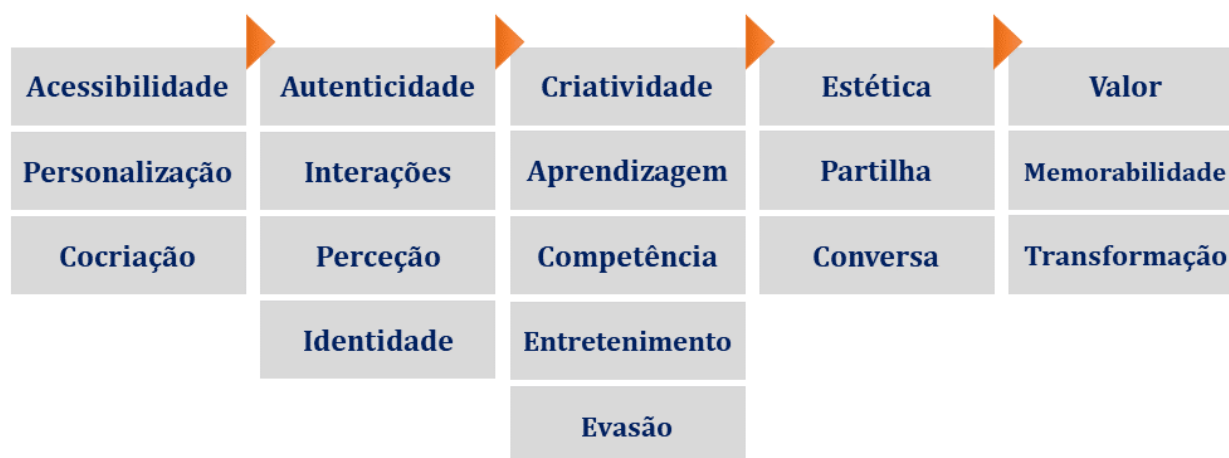 Acessibilidade
Personalização
Cocriação
Autenticidade
Interações
Perceção
Identidade
Criatividade
Aprendizagem
Competência
Entretenimento
Evasão
Estética
Partilha
Conversa
Valor
Memorabilidade
Transformação